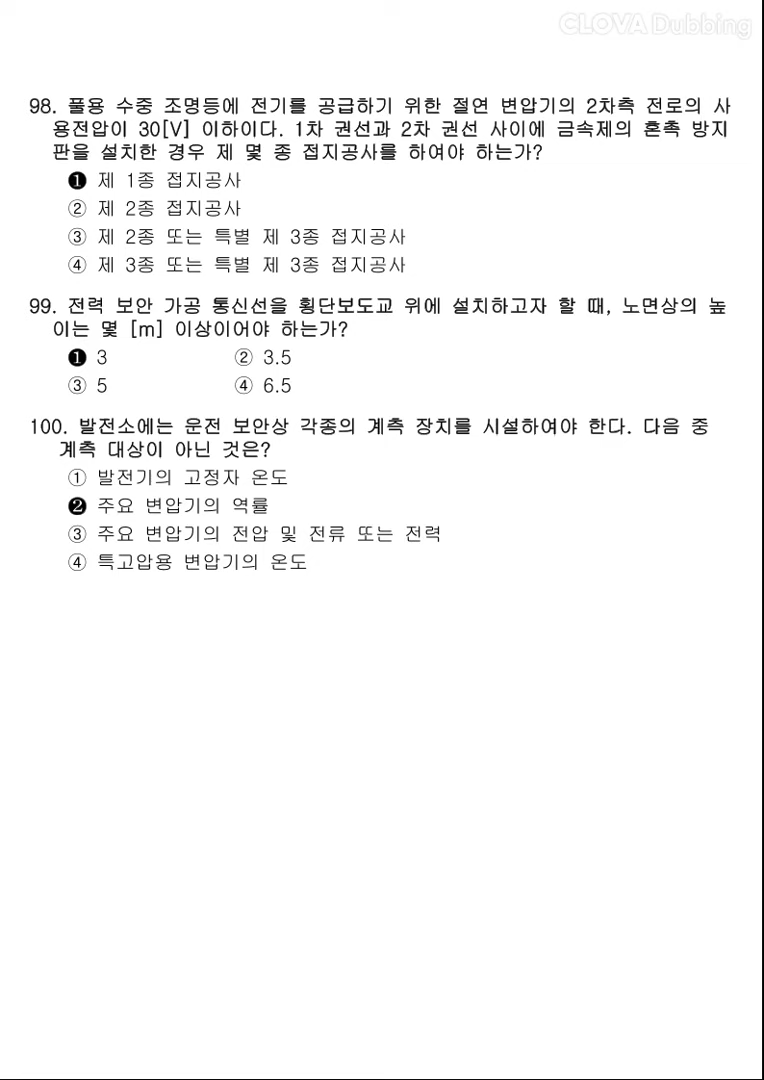 CLOVA Dubbing
98. 풀용 수중 조명등에 전기를 공급하기 위한 절연 변압기의 2차측 전로의 사
용전압이 30[V] 이하이다. 1차 권선과 2차 권선 사이에 금속제의 혼촉 방지
판을 설치한 경우 제 몇 종 접지공사를 하여야 하는가?
❶ 제 1종 접지공사
② 제 2종 접지공사
③ 제 2종 또는 특별 제 3종 접지공사
④ 제 3종 또는 특별 제 3종 접지공사
99. 전력 보안 가공 통신선을 횡단보도교 위에 설치하고자 할 때, 노면상의 높
이는 몇 [m] 이상이어야 하는가?
❶ 3 ② 3.5
③ 5 ④ 6.5
100. 발전소에는 운전 보안상 각종의 계측 장치를 시설하여야 한다. 다음 중
계측 대상이 아닌 것은?
① 발전기의 고정자 온도
❷ 주요 변압기의 역률
③ 주요 변압기의 전압 및 전류 또는 전력
④ 특고압용 변압기의 온도